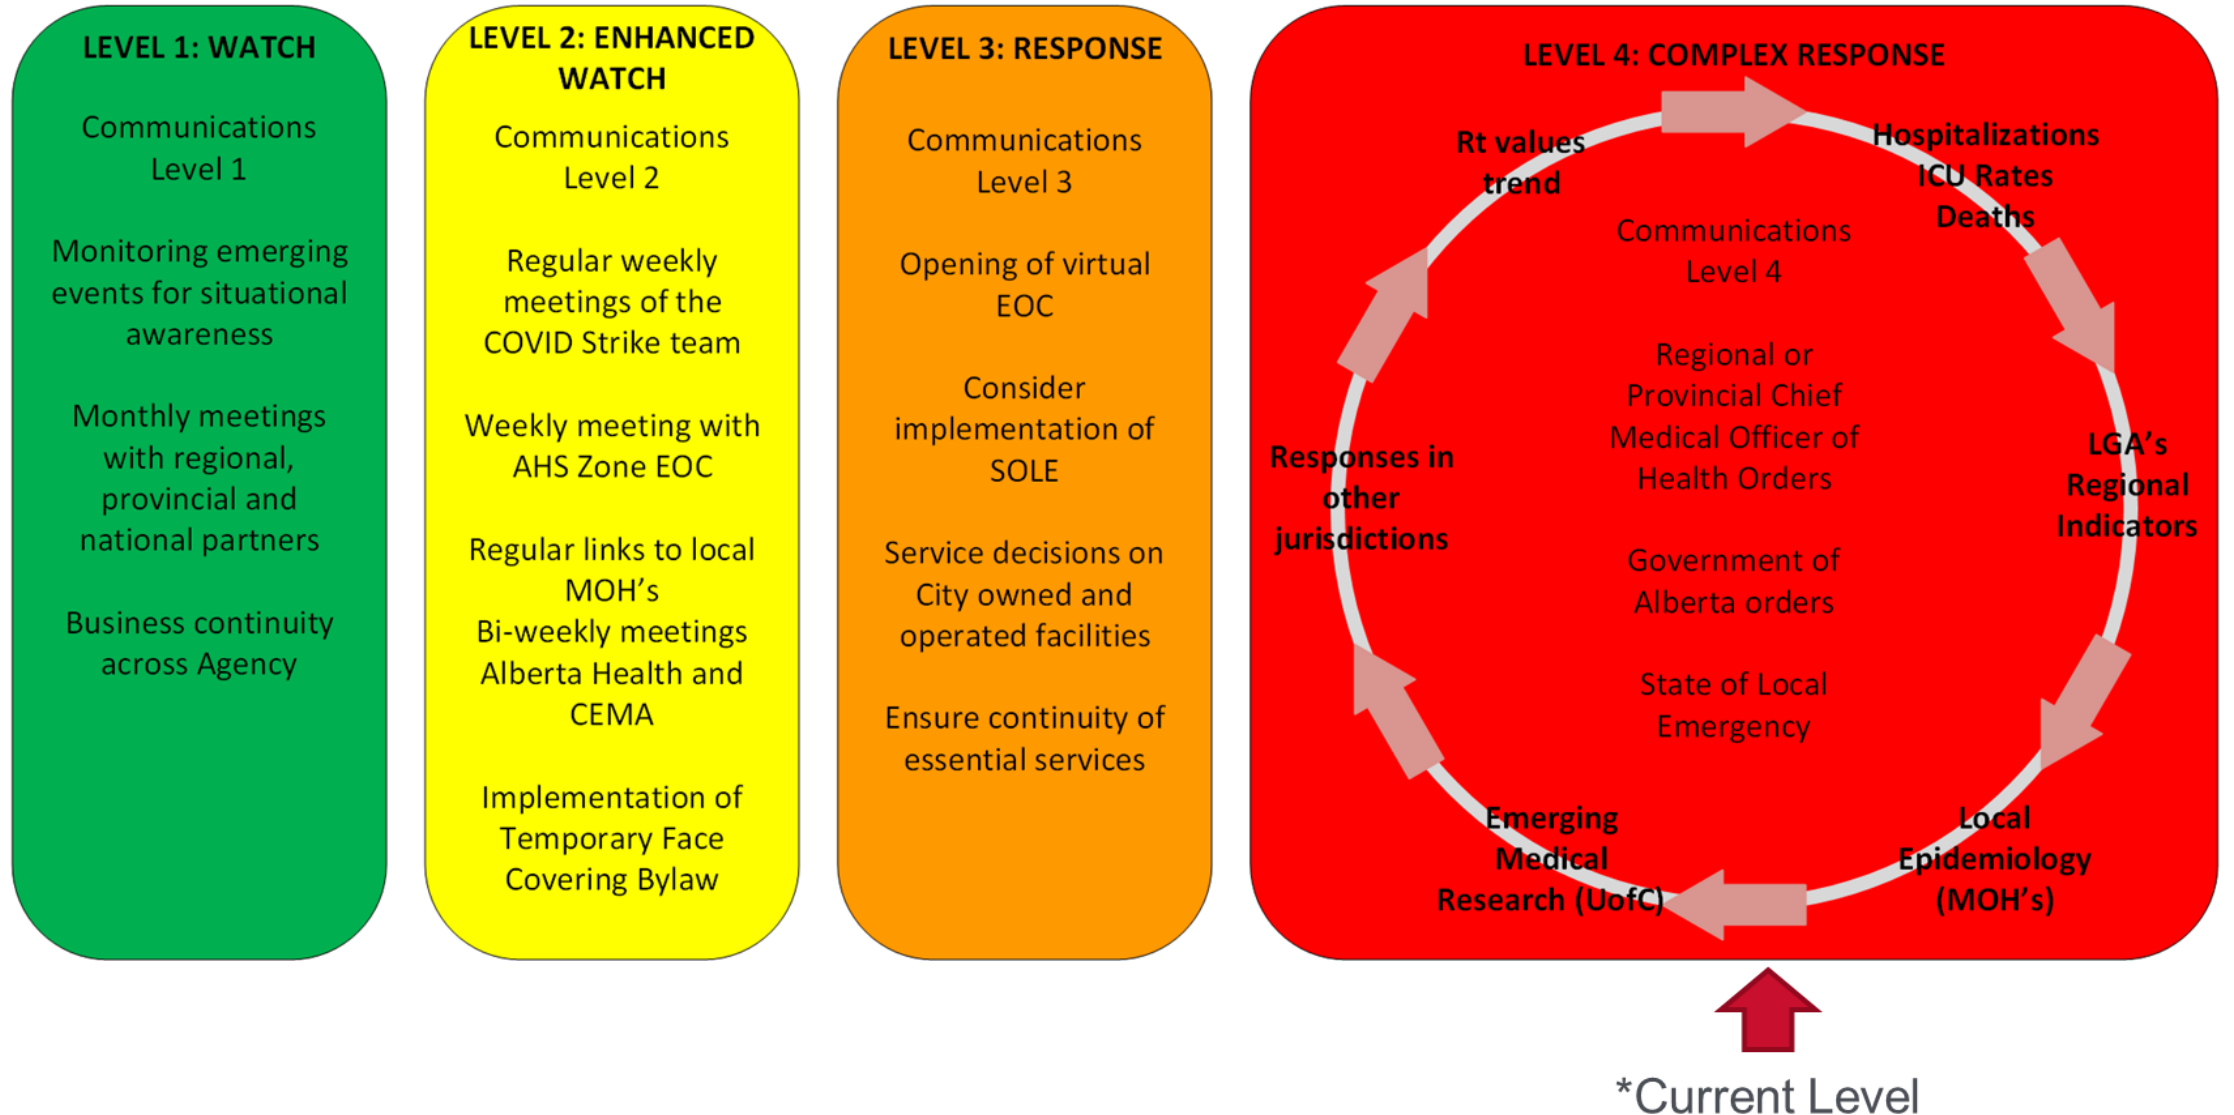 LEVEL 1: WATCH
Communications
Level 1
Monitoring emerging
events for situational
awareness
Monthly meetings
with regional,
provincial and
national partners
Business continuity
across Agency
LEVEL 2: ENHANCED
WATCH
Communications
Level 2
Regular weekly
meetings of the
COVID Strike team
Weekly meeting with
AHS Zone EOC
Regular links to local
MOH’s
Bi-weekly meetings
Alberta Health and
CEMA
Implementation of
Temporary Face
Covering Bylaw
LEVEL 3: RESPONSE
Communications
Level 3
Opening of virtual
EOC
Consider
implementation of
SOLE
Service decisions on
City owned and
operated facilities
Ensure continuity of
essential services
LEVEL 4: COMPLEX RESPONSE
Rt values
trend
Hospitalizations
ICU Rates
Deaths
LGA’s
Regional
Indicators
Local
Epidemiology
(MOH’s)
Emerging
Medical
Research (UofC)
Responses in
other
jurisdictions
Communications
Level 4
Regional or
Provincial Chief
Medical Officer of
Health Orders
Government of
Alberta orders
State of Local
Emergency
*Current Level